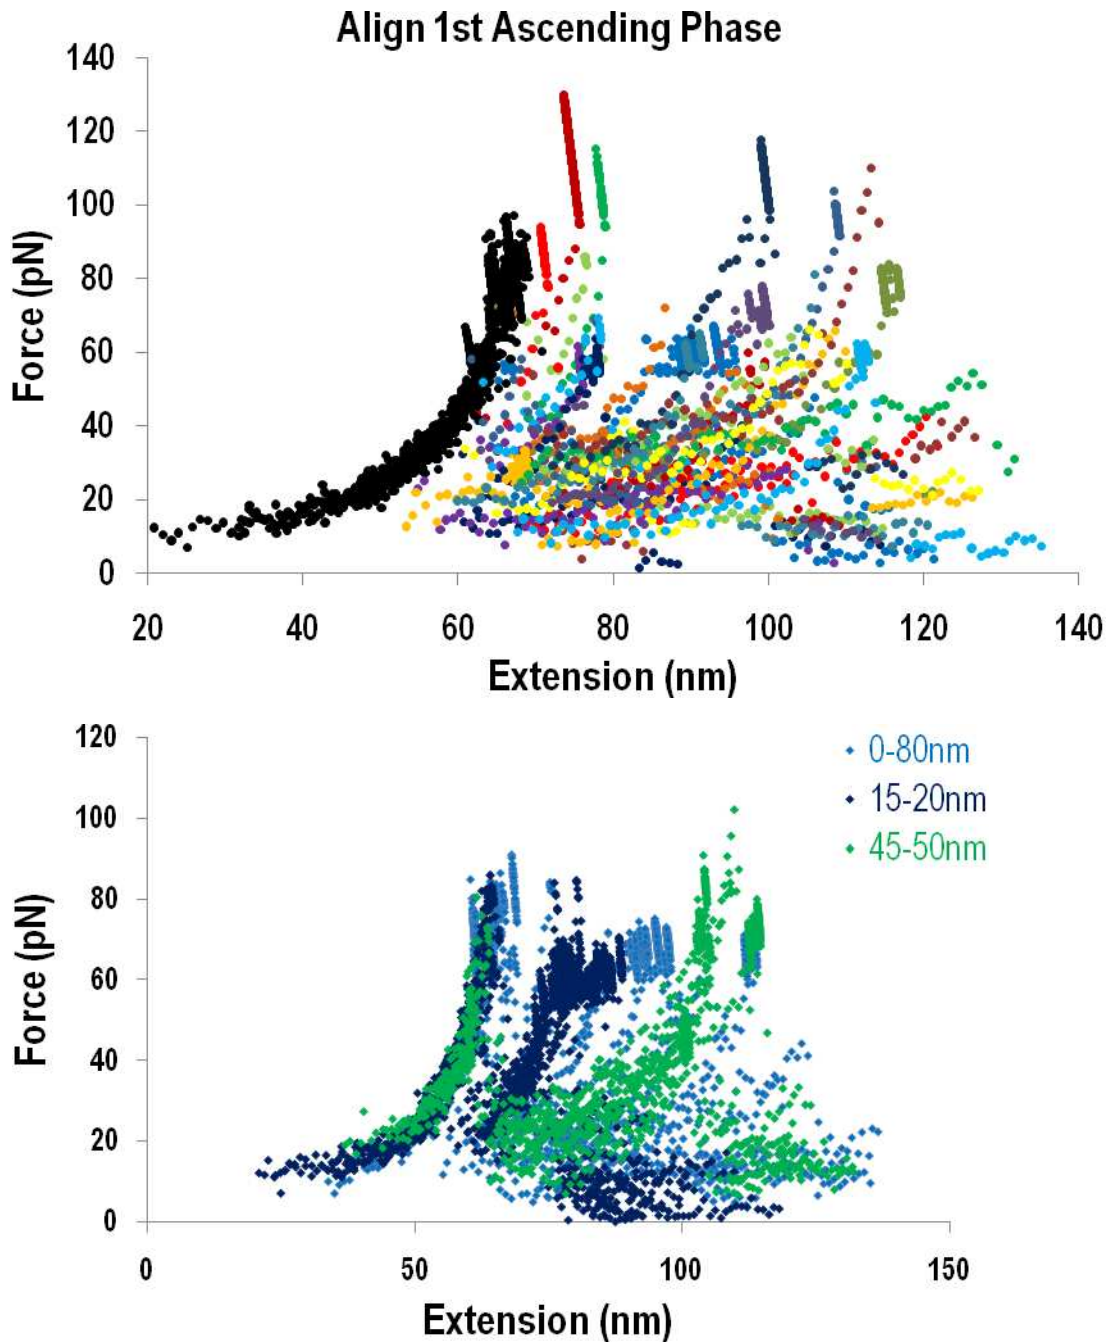 Align 1st Ascending Phase
140
120
100
80
60
40
20
0
Force (pN)
20 40 60 80 100 120 140
Extension (nm)
120
100
80
60
40
20
0
Force (pN)
0-80nm
15-20nm
45-50nm
0 50 100 150
Extension (nm)